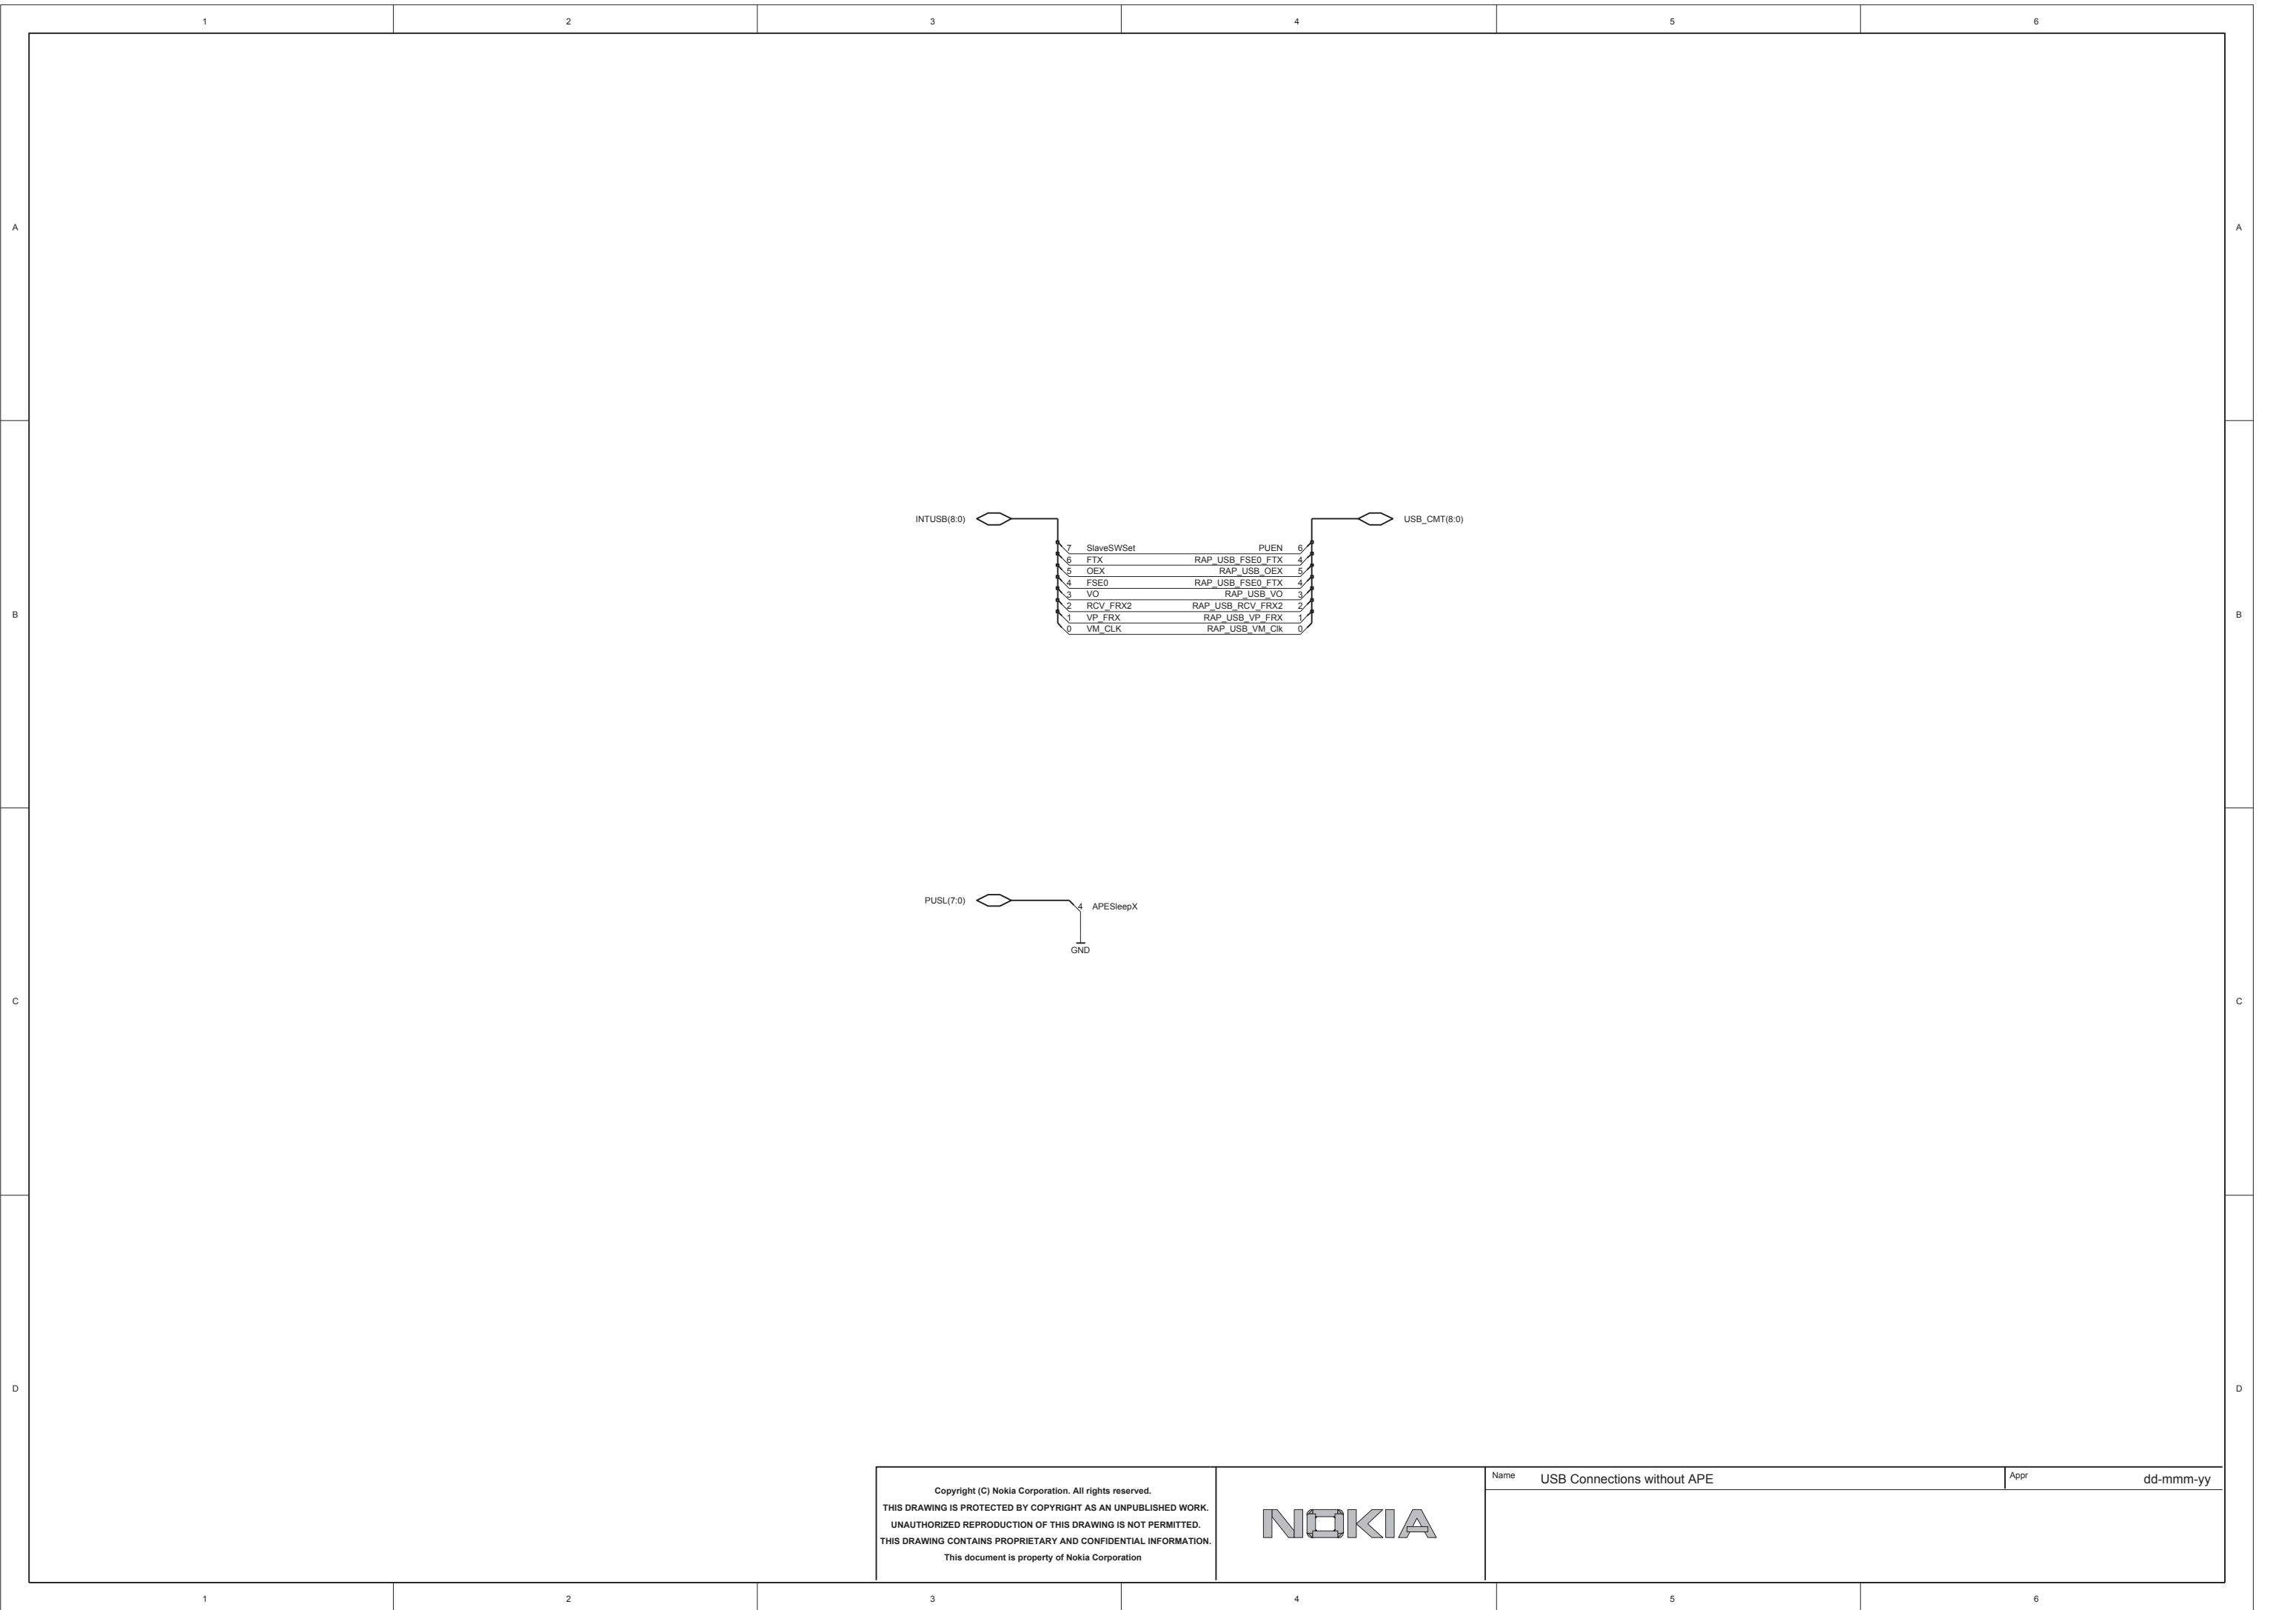 1 2 3 4 5 6
A A
INTUSB(8:0) USB_CMT(8:0)
7 SlaveSWSet PUEN 6
6 FTX RAP_USB_FSE0_FTX 4
5 OEX RAP_USB_OEX 5
4 FSE0 RAP_USB_FSE0_FTX 4
3 VO RAP_USB_VO 3
2 RCV_FRX2 RAP_USB_RCV_FRX2 2
B B
1 VP_FRX RAP_USB_VP_FRX 1
0 VM_CLK RAP_USB_VM_Clk 0
PUSL(7:0) 4 APESleepX
GND
C C
D D
Copyright (C) Nokia Corporation. All rights reserved.
THIS DRAWING IS PROTECTED BY COPYRIGHT AS AN UNPUBLISHED WORK.
UNAUTHORIZED REPRODUCTION OF THIS DRAWING IS NOT PERMITTED.
THIS DRAWING CONTAINS PROPRIETARY AND CONFIDENTIAL INFORMATION.
This document is property of Nokia Corporation
NOKIA
Name USB Connections without APE Appr dd-mmm-yy
1 2 3 4 5 6